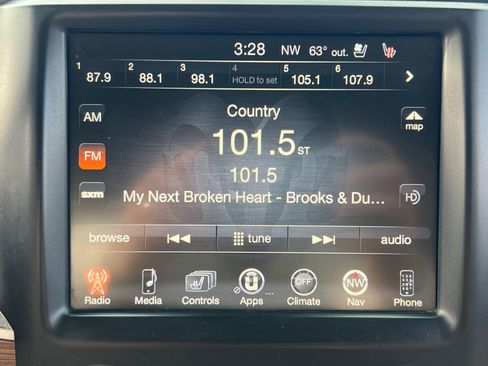 3:28 NW 63° out.
1 2 3 4 5 6
87.9 88.1 98.1 HOLD to set 105.1 107.9
Country
AM
101.5 ST
map
FM
101.5
sxm
My Next Broken Heart - Brooks & Du...
HD
browse tune audio
OFF NW
Radio Media Controls Apps ... Climate Nav Phone